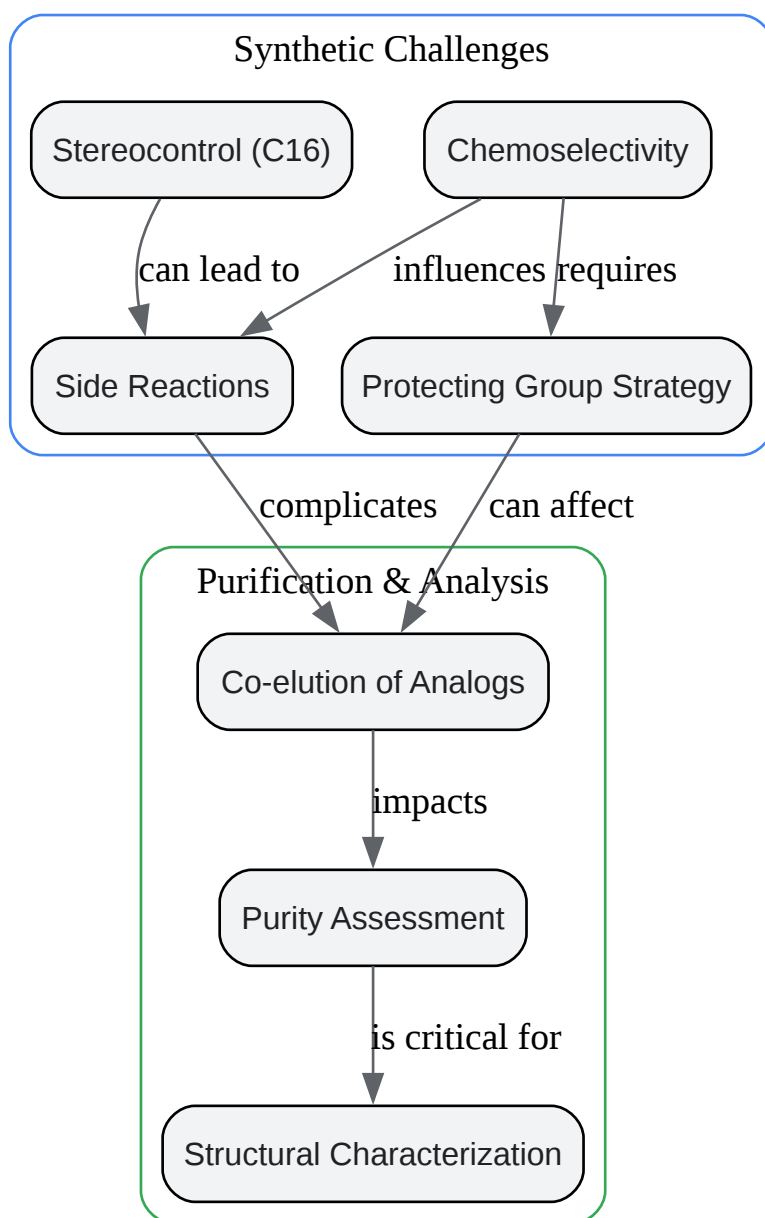 Synthetic Challenges
Stereocontrol (C16)
Chemoselectivity
can lead to
influences
requires
Side Reactions
Protecting Group Strategy
complicates
can affect
Purification & Analysis
Co-elution of Analogs
impacts
Purity Assessment
is critical for
Structural Characterization